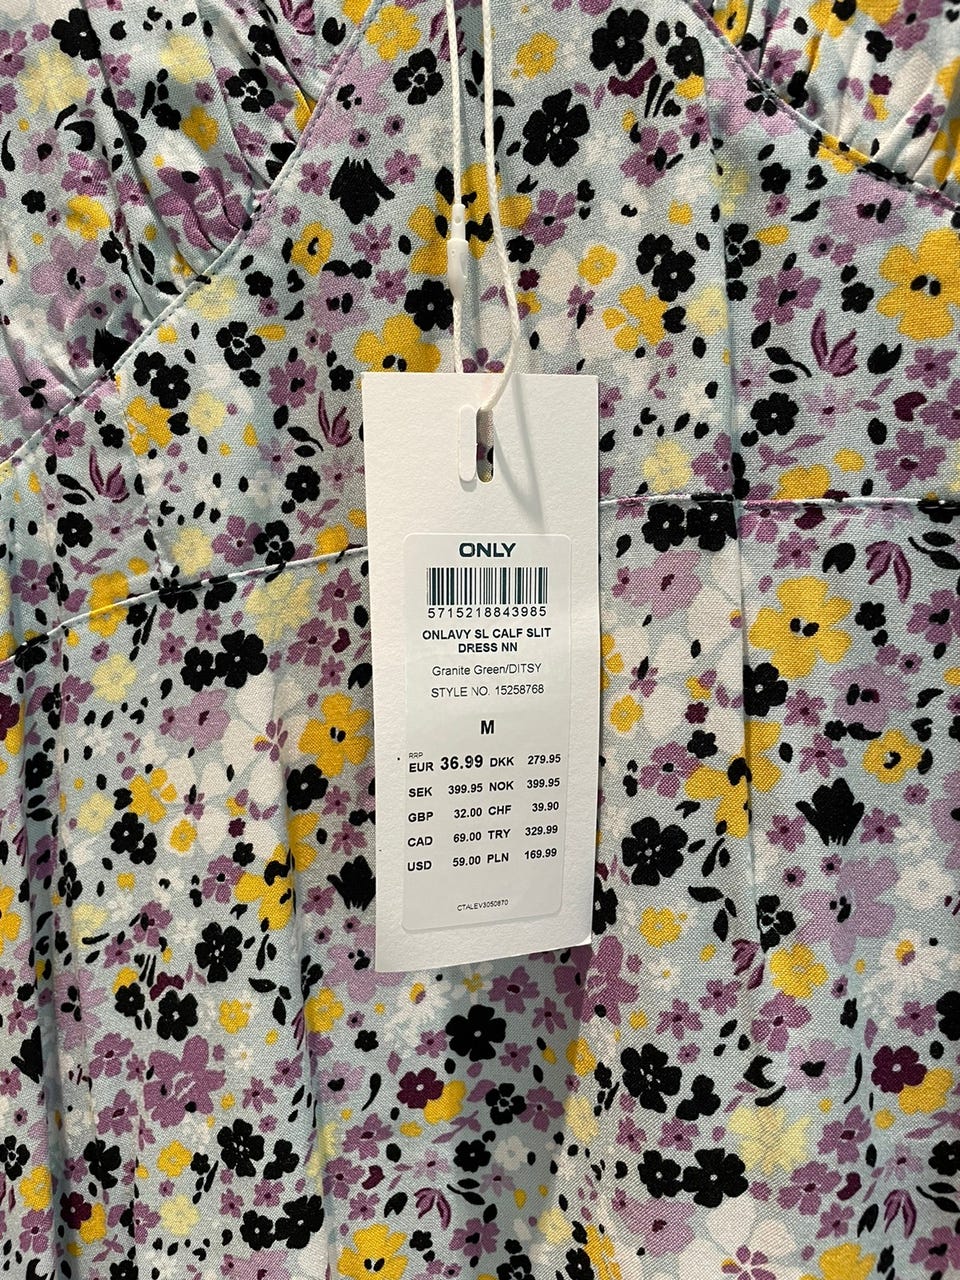 ONLY
5715218843985
ONLAVY SL CALF SLIT
DRESS NN
Granite Green/DITSY
STYLE NO. 15258768
M
RRP
EUR 36.99 DKK 279.95
SEK 399.95 NOK 399.95
GBP 32.00 CHF 39.90
CAD 69.00 TRY 329.99
USD 59.00 PLN 169.99
CTALEV3050870